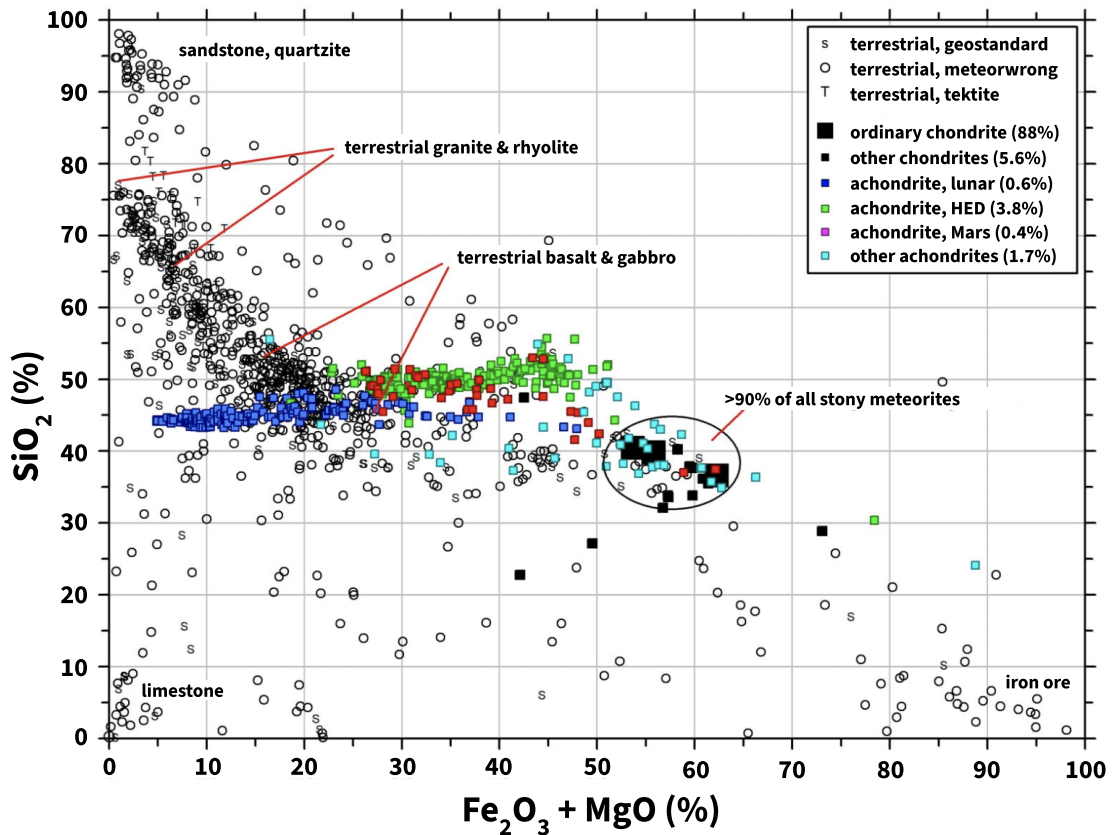 100
90
80
70
60
50
40
30
20
10
0
SiO2 (%)
0 10 20 30 40 50 60 70 80 90 100
Fe2O3 + MgO (%)
sandstone, quartzite
terrestrial granite & rhyolite
terrestrial basalt & gabbro
>90% of all stony meteorites
limestone
iron ore
s terrestrial, geostandard
terrestrial, meteorwrong
T terrestrial, tektite
ordinary chondrite (88%)
other chondrites (5.6%)
achondrite, lunar (0.6%)
achondrite, HED (3.8%)
achondrite, Mars (0.4%)
other achondrites (1.7%)